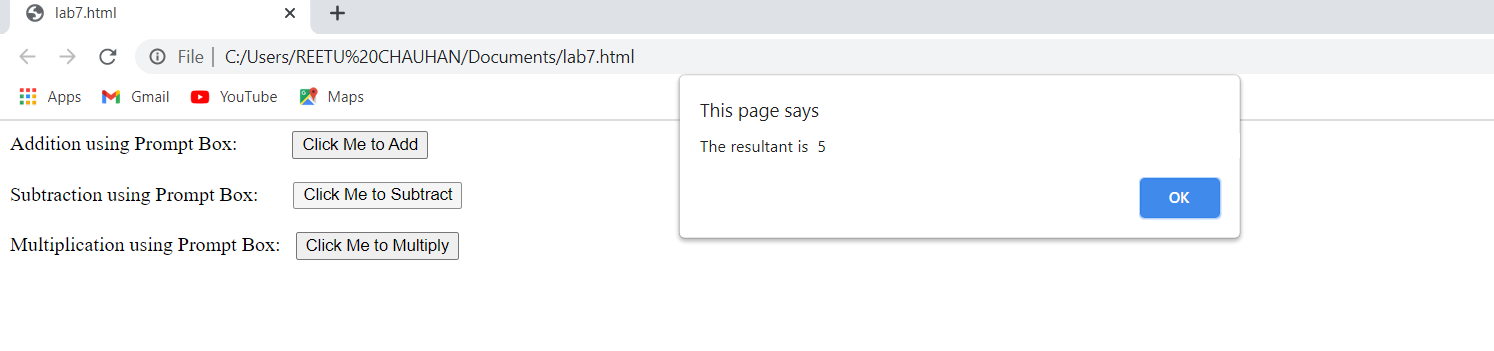 lab7.html
File | C:/Users/REETU%20CHAUHAN/Documents/lab7.html
Apps Gmail YouTube Maps
This page says
The resultant is  5
OK
Addition using Prompt Box: Click Me to Add
Subtraction using Prompt Box: Click Me to Subtract
Multiplication using Prompt Box: Click Me to Multiply